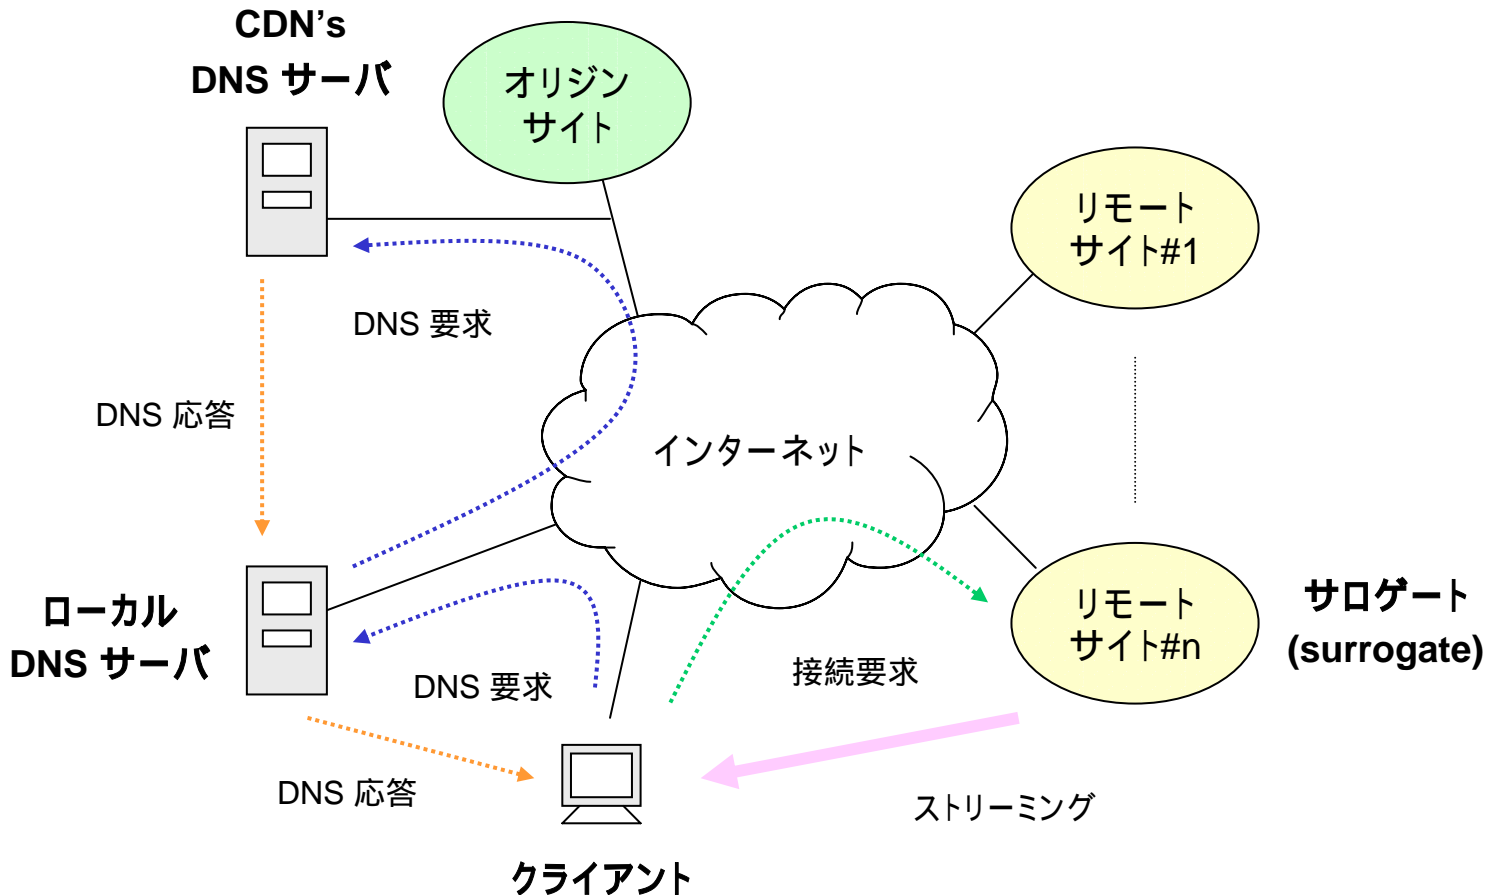 CDN's
DNS サーバ
オリジン
サイト
リモート
サイト#1
DNS 要求
DNS 応答
インターネット
ローカル
DNS サーバ
リモート
サイト#n
サロゲート
(surrogate)
DNS 要求
接続要求
DNS 応答
ストリーミング
クライアント